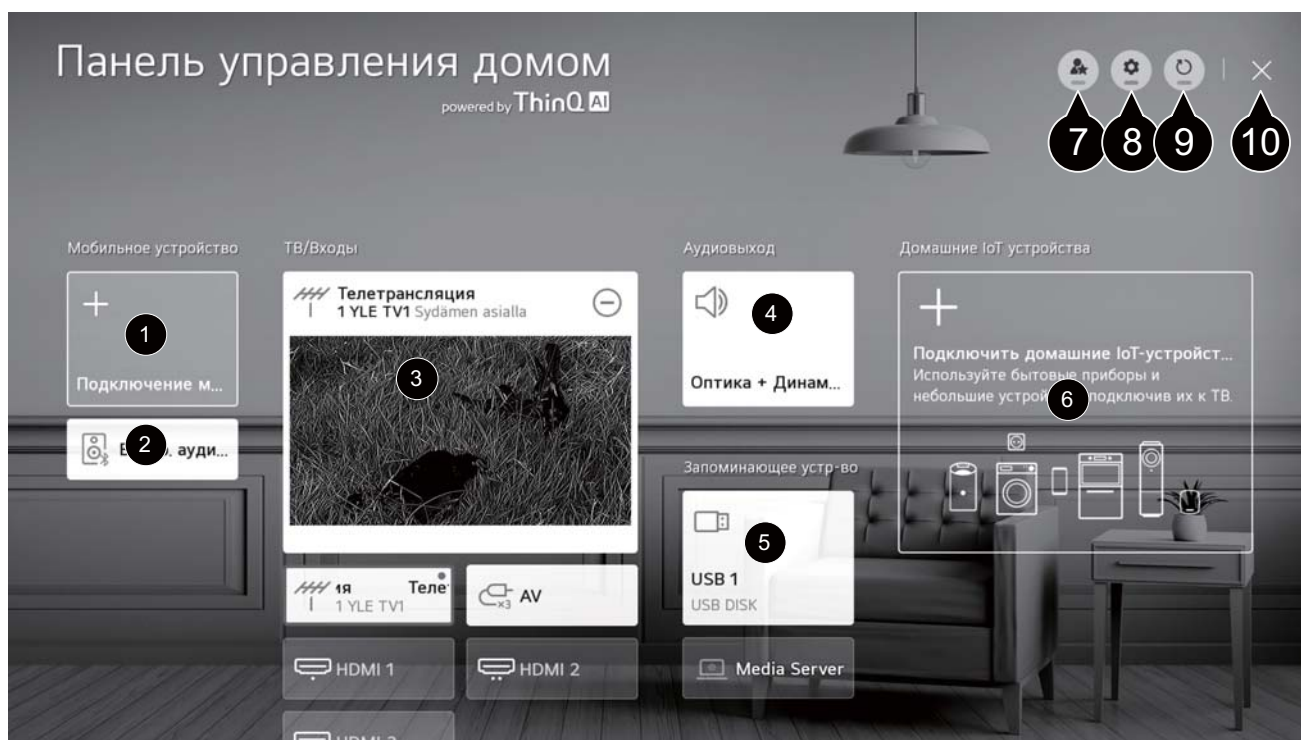 Панель управления домом
powered by ThinQ AI
7
8
9
10
Мобильное устройство
ТВ/Входы
Аудиовыход
Домашние IoT устройства
1
Подключение м...
2
ауди...
Телетрансляция
1 YLE TV1 Sydämen asialla
3
4
Оптика + Динам...
Подключить домашние IoT-устройст...
Используйте бытовые приборы и
небольшие подключив их к ТВ.
6
Запоминающее устр-во
5
USB 1
USB DISK
ия Теле
1 YLE TV1
x3 AV
HDMI 1
HDMI 2
Media Server